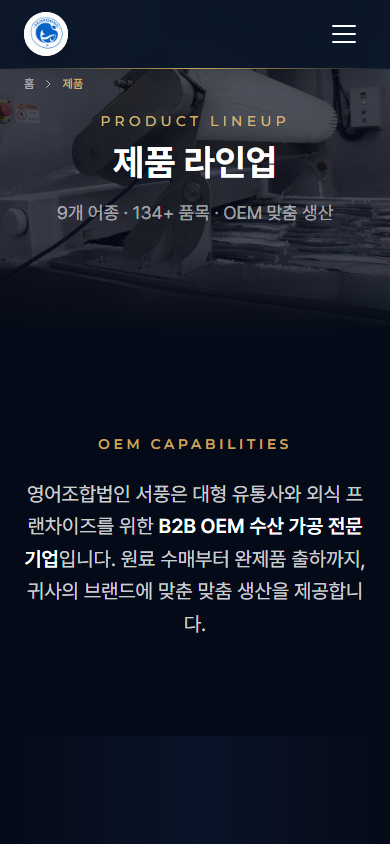 홈 > 제품
PRODUCT LINEUP
제품 라인업
9개 어종 · 134+ 품목 · OEM 맞춤 생산
OEM CAPABILITIES
영어조합법인 서풍은 대형 유통사와 외식 프
랜차이즈를 위한 B2B OEM 수산 가공 전문
기업입니다. 원료 수매부터 완제품 출하까지,
귀사의 브랜드에 맞춘 맞춤 생산을 제공합니
다.